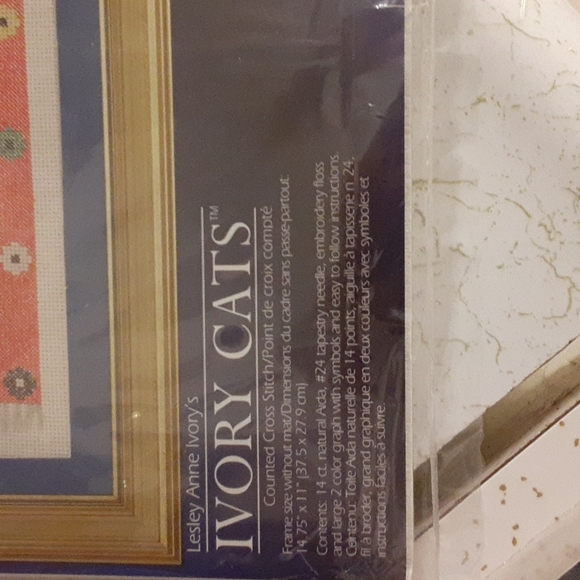 Lesley Anne Ivory's
IVORY CATS™
Counted Cross Stitch/Point de croix compté
Frame size without mat/Dimensions du cadre sans passe-partout:
14.75" x 11" (37.5 x 27.9 cm)
Contents: 14 ct. natural Aida, #24 tapestry needle, embroidery floss
and large 2 color graph with symbols and easy to follow instructions.
Contenu: Toile Aida naturelle de 14 points, aiguille à tapisserie n° 24,
fil à broder, grand graphique en deux couleurs avec symboles et
instructions faciles à suivre.